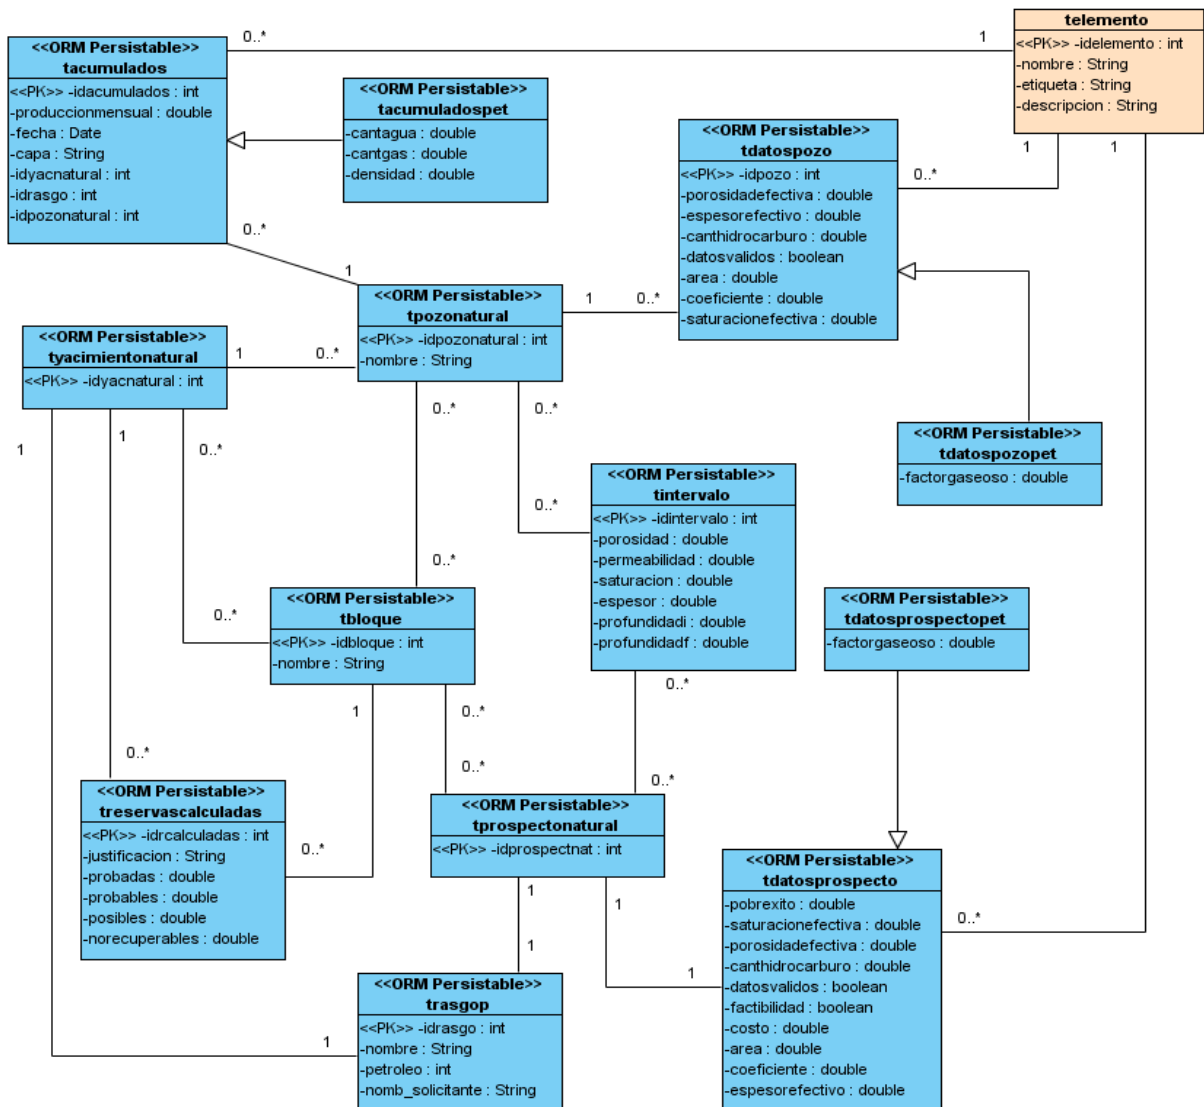 telemento
<<PK>> -idelemento : int
-nombre : String
-etiqueta : String
-descripcion : String
0..*
1
<<ORM Persistable>>
tacumulados
<<PK>> -idacumulados : int
-produccionmensual : double
-fecha : Date
-capa : String
-idyacnatural : int
-idrasgo : int
-idpozonatural : int
<<ORM Persistable>>
tacumuladospet
-cantagua : double
-cantgas : double
-densidad : double
<<ORM Persistable>>
tdatospozo
<<PK>> -idpozo : int
-porosidadefectiva : double
-espesorefectivo : double
-canthidrocarburo : double
-datosvalidos : boolean
-area : double
-coeficiente : double
-saturacionefectiva : double
1
1
0..*
0..*
1
<<ORM Persistable>>
tpozonatural
<<PK>> -idpozonatural : int
-nombre : String
1
0..*
<<ORM Persistable>>
tyacimientonatural
<<PK>> -idyacnatural : int
1
0..*
0..*
0..*
1
1
0..*
<<ORM Persistable>>
tdatospozopet
-factorgaseoso : double
<<ORM Persistable>>
tintervalo
<<PK>> -idintervalo : int
-porosidad : double
-permeabilidad : double
-saturacion : double
-espesor : double
-profundidadi : double
-profundidadf : double
0..*
0..*
0..*
<<ORM Persistable>>
tbloque
<<PK>> -idbloque : int
-nombre : String
<<ORM Persistable>>
tdatosprospectopet
-factorgaseoso : double
1
0..*
0..*
0..*
0..*
0..*
<<ORM Persistable>>
treservascalculadas
<<PK>> -idrcalculadas : int
-justificacion : String
-probadas : double
-probables : double
-posibles : double
-norecuperables : double
0..*
<<ORM Persistable>>
tprospectonatural
<<PK>> -idprospectnat : int
1
1
1
1
<<ORM Persistable>>
tdatosprospecto
-pobrexito : double
-saturacionefectiva : double
-porosidadefectiva : double
-canthidrocarburo : double
-datosvalidos : boolean
-factibilidad : boolean
-costo : double
-area : double
-coeficiente : double
-espesorefectivo : double
0..*
<<ORM Persistable>>
trasgop
<<PK>> -idrasgo : int
-nombre : String
-petroleo : int
-nomb_solicitante : String
1